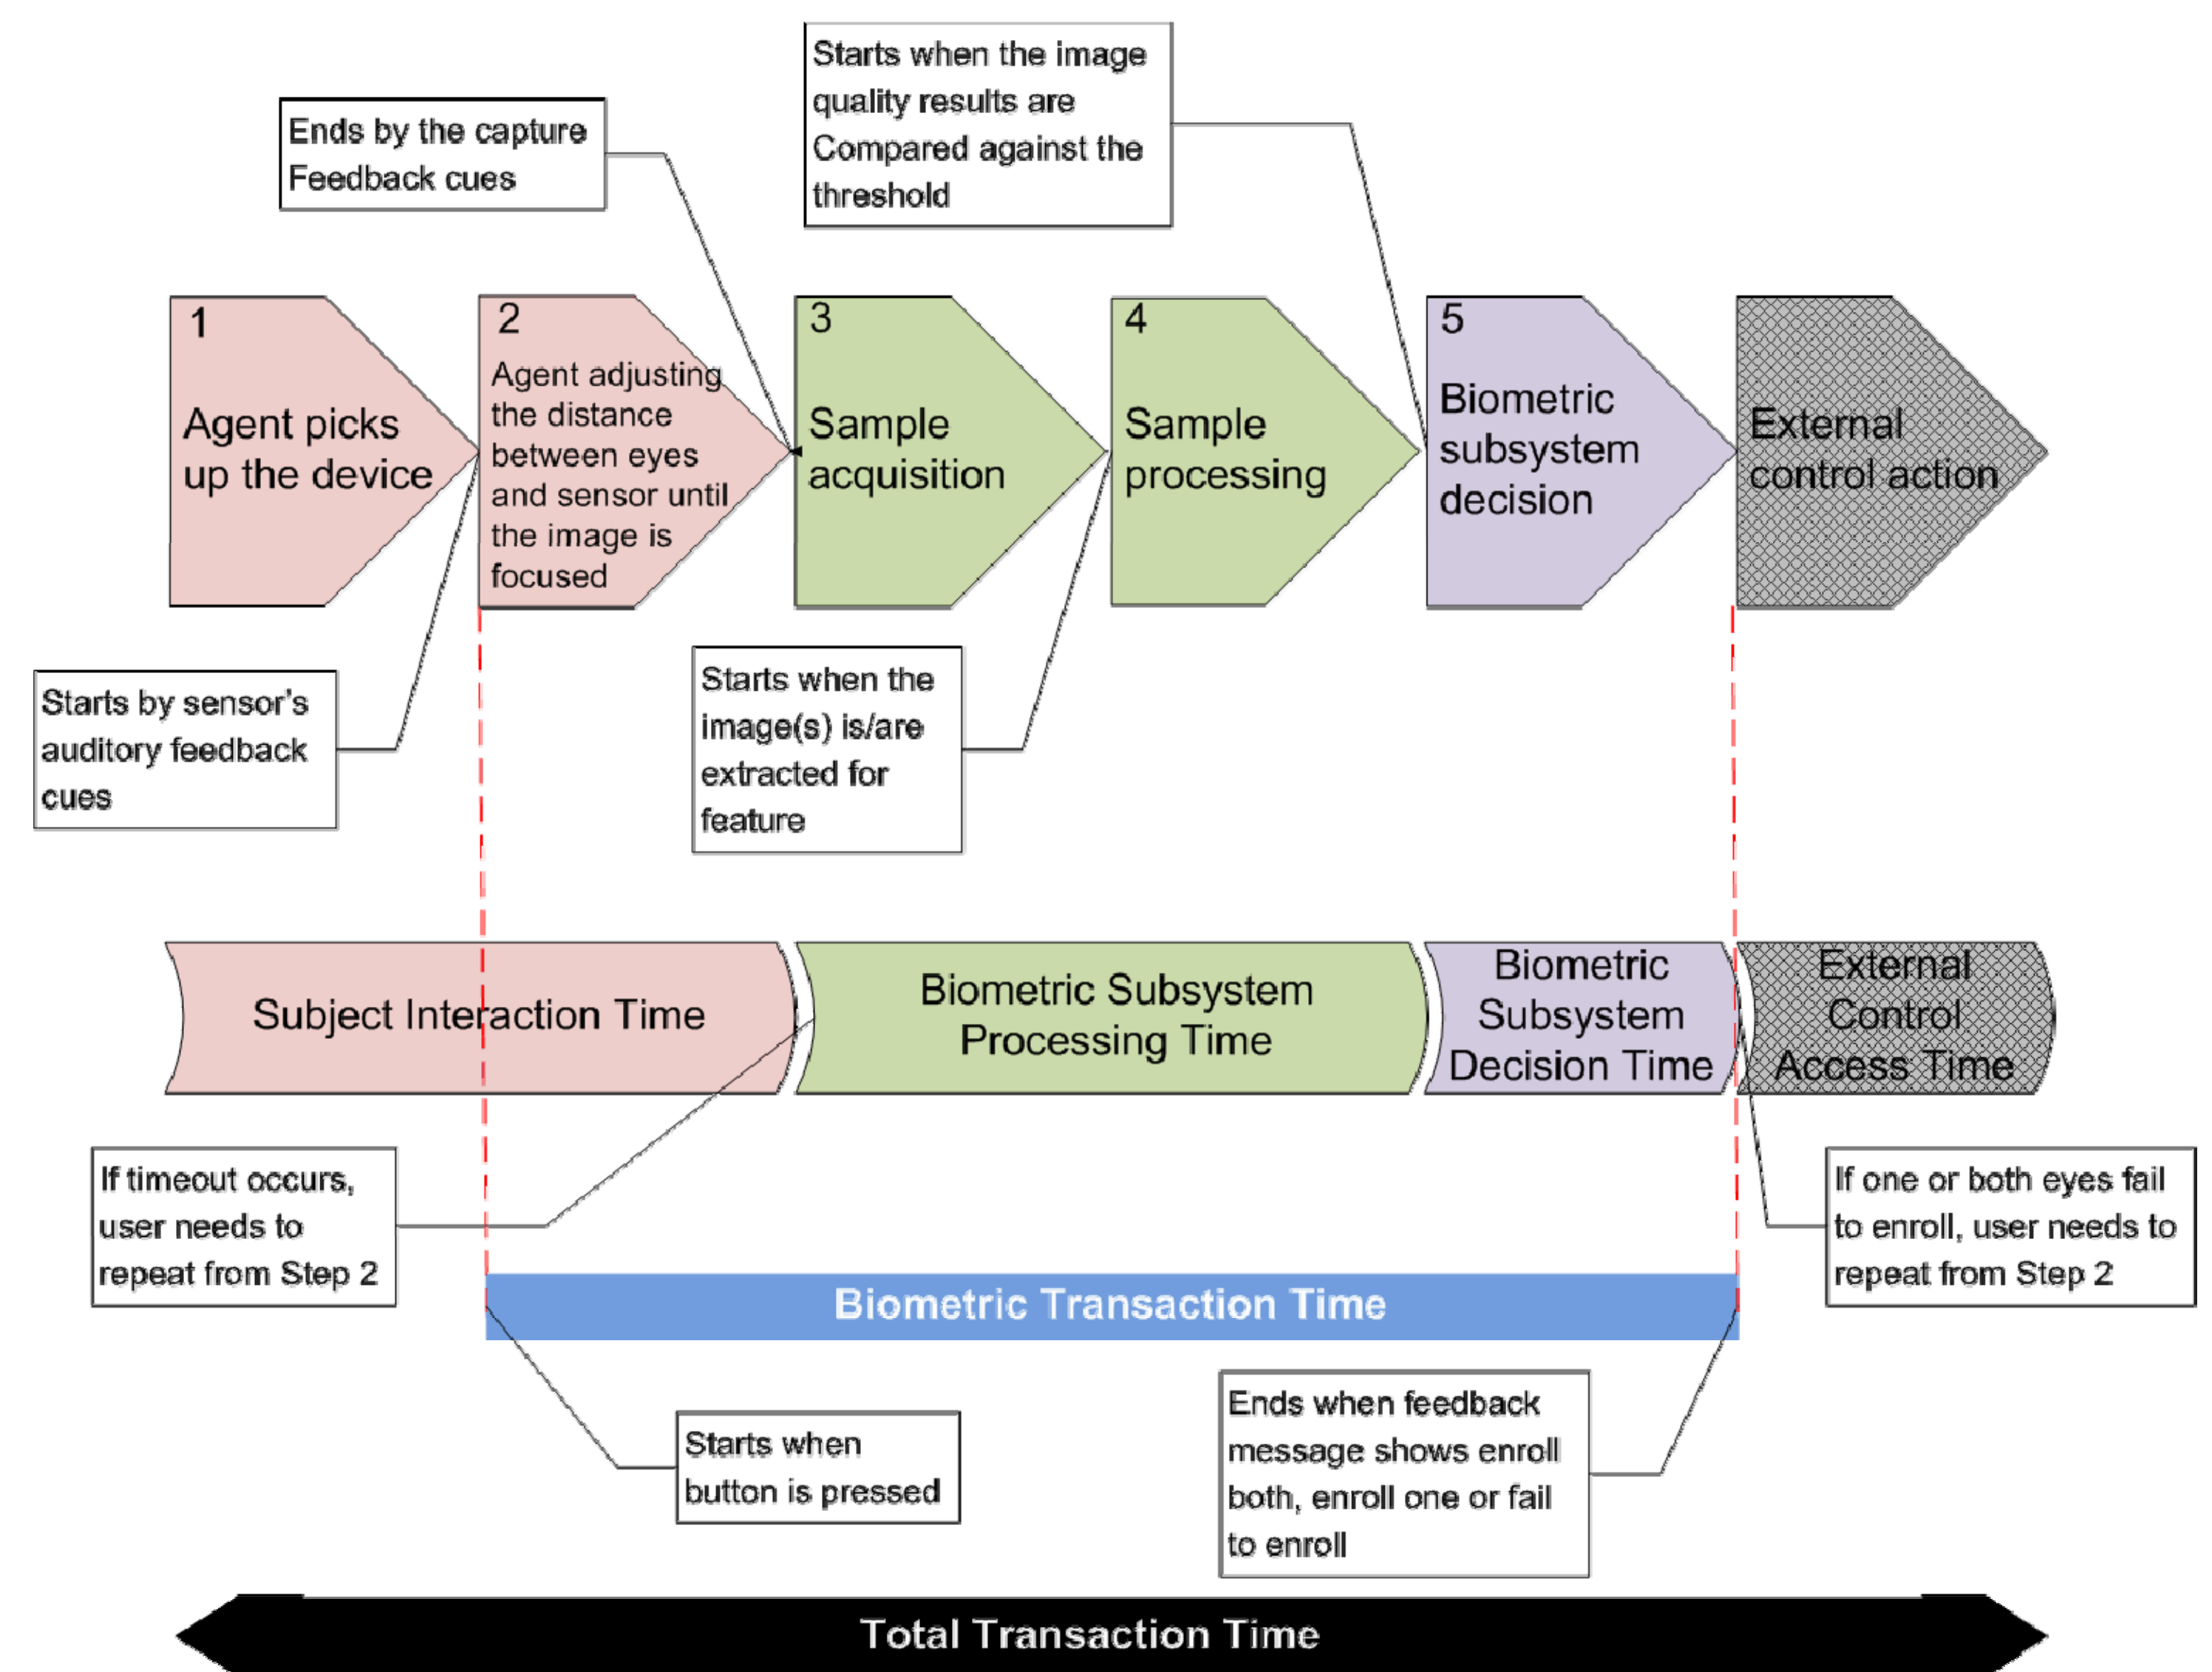 Starts when the image
quality results are
Compared against the
threshold
Ends by the capture
Feedback cues
1
Agent picks
up the device
2
Agent adjusting
the distance
between eyes
and sensor until
the image is
focused
3
Sample
acquisition
4
Sample
processing
5
Biometric
subsystem
decision
External
control action
Starts by sensor's
auditory feedback
cues
Starts when the
image(s) is/are
extracted for
feature
Subject Interaction Time
Biometric Subsystem
Processing Time
Biometric
Subsystem
Decision Time
External
Control
Access Time
If timeout occurs,
user needs to
repeat from Step 2
If one or both eyes fail
to enroll, user needs to
repeat from Step 2
Biometric Transaction Time
Starts when
button is pressed
Ends when feedback
message shows enroll
both, enroll one or fail
to enroll
Total Transaction Time